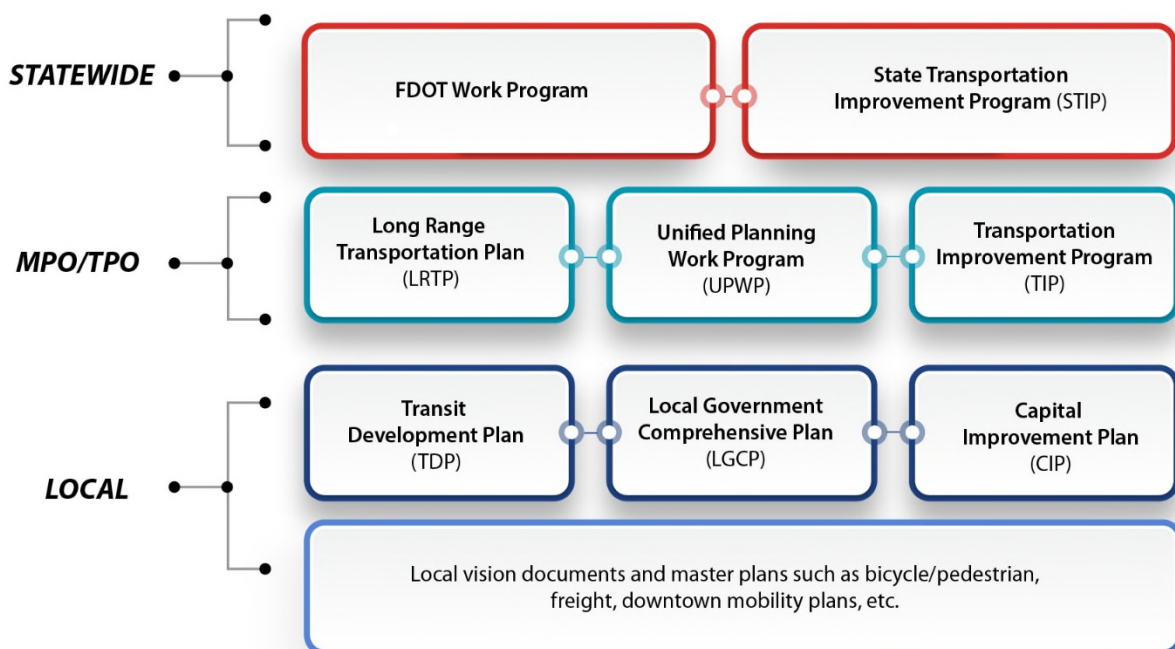 STATEWIDE
FDOT Work Program
State Transportation
Improvement Program (STIP)
MPO/TPO
Long Range
Transportation Plan
(LRTP)
Unified Planning
Work Program
(UPWP)
Transportation
Improvement Program
(TIP)
LOCAL
Transit
Development Plan
(TDP)
Local Government
Comprehensive Plan
(LGCP)
Capital
Improvement Plan
(CIP)
Local vision documents and master plans such as bicycle/pedestrian,
freight, downtown mobility plans, etc.